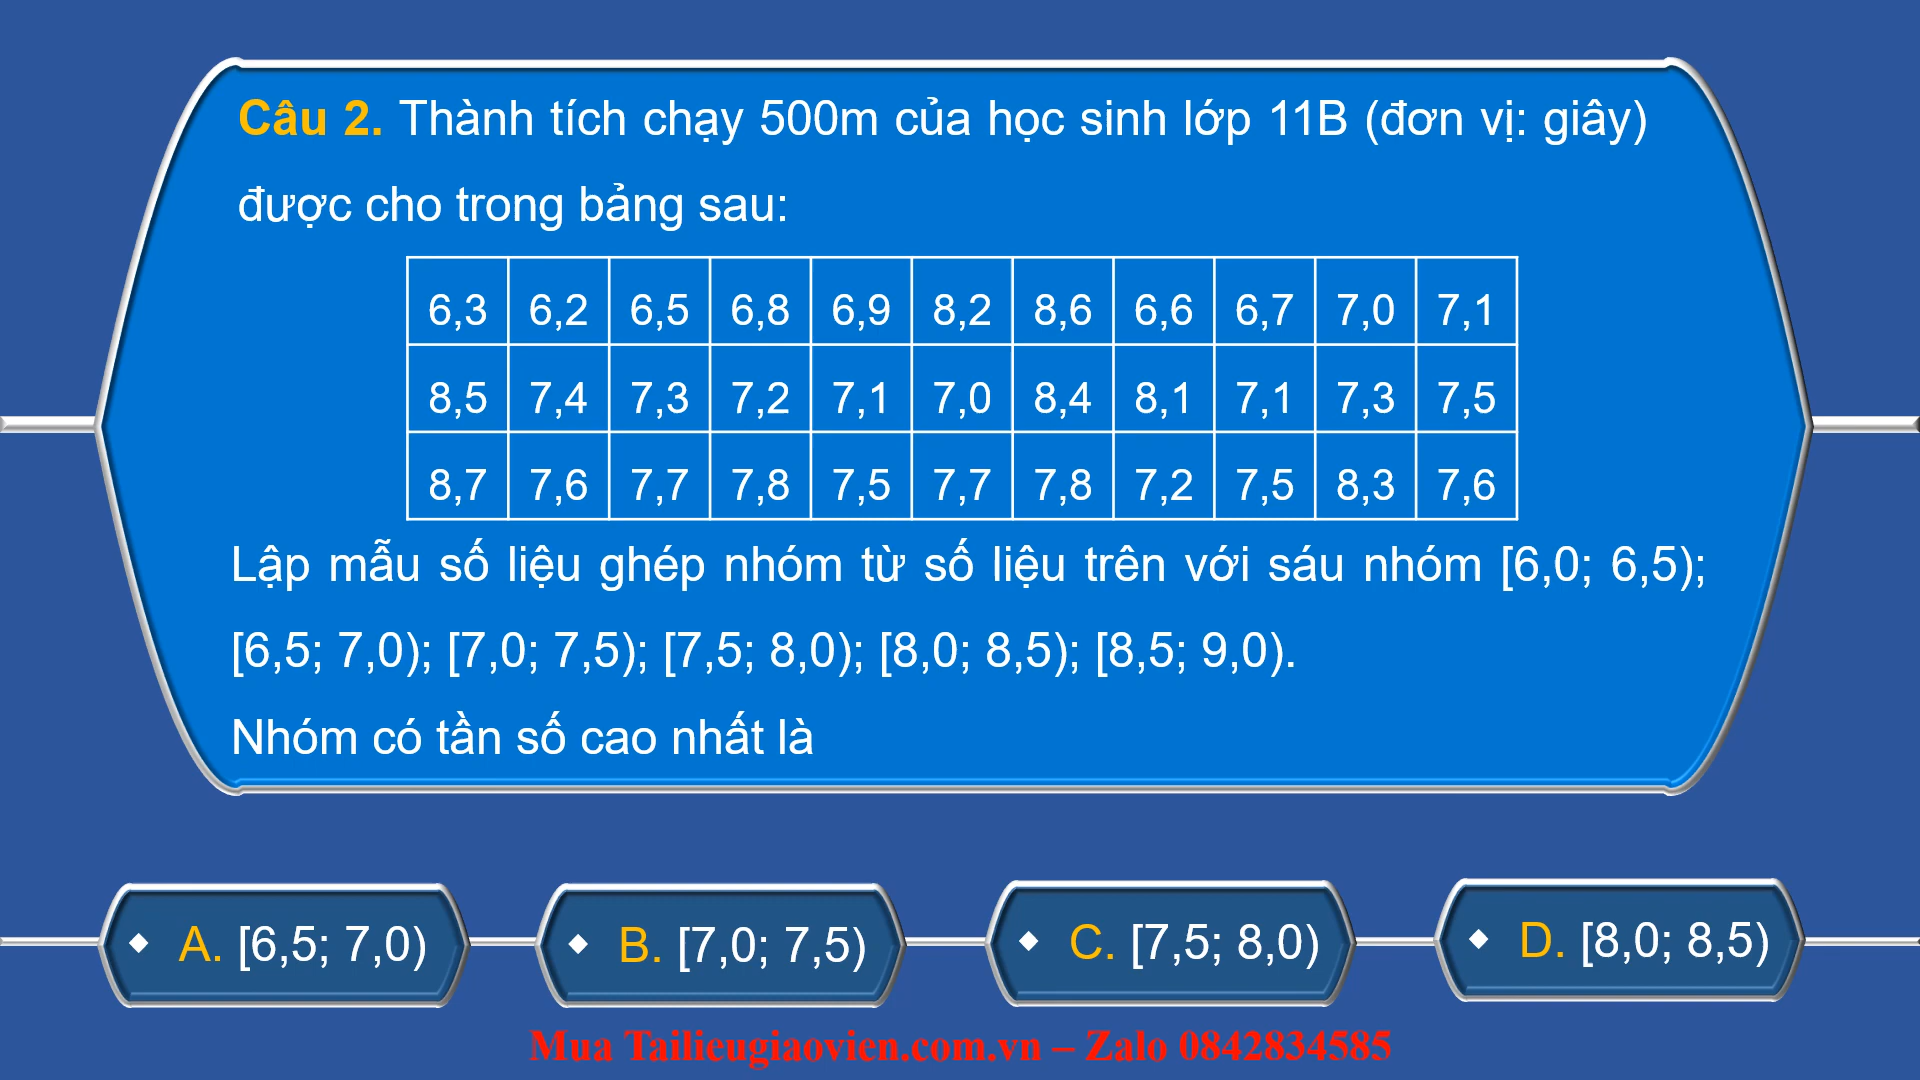 Câu 2. Thành tích chạy 500m của học sinh lớp 11B (đơn vị: giây)
được cho trong bảng sau:
6,3 6,2 6,5 6,8 6,9 8,2 8,6 6,6 6,7 7,0 7,1
8,5 7,4 7,3 7,2 7,1 7,0 8,4 8,1 7,1 7,3 7,5
8,7 7,6 7,7 7,8 7,5 7,7 7,8 7,2 7,5 8,3 7,6
Lập mẫu số liệu ghép nhóm từ số liệu trên với sáu nhóm [6,0; 6,5);
[6,5; 7,0); [7,0; 7,5); [7,5; 8,0); [8,0; 8,5); [8,5; 9,0).
Nhóm có tần số cao nhất là
◆ A. [6,5; 7,0) ◆ B. [7,0; 7,5) ◆ C. [7,5; 8,0) ◆ D. [8,0; 8,5)
Mua Tailieugiaovien.com.vn – Zalo 0842834585